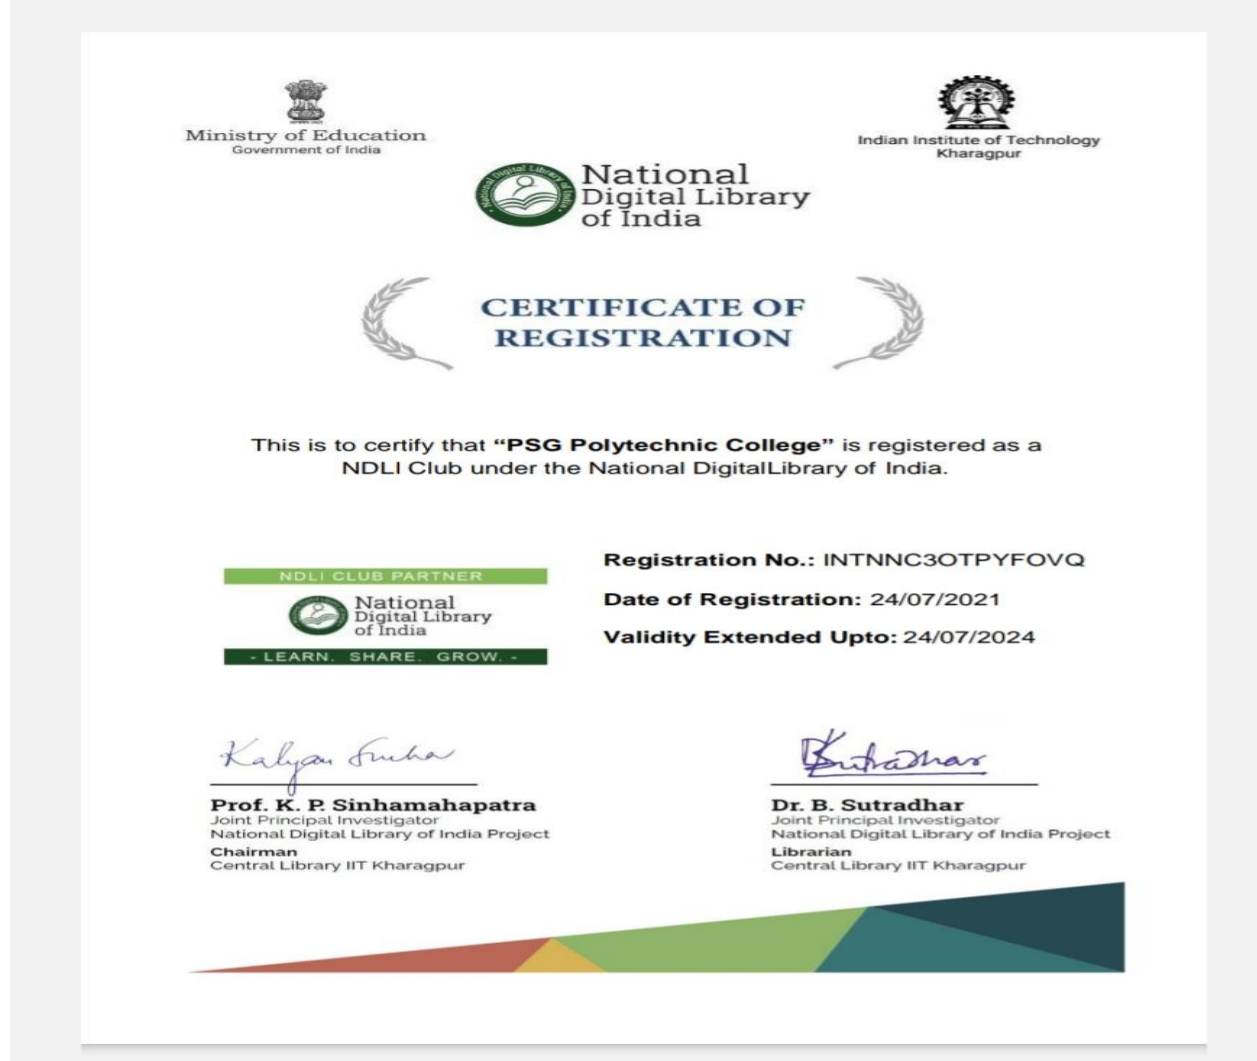 Ministry of Education
Government of India
Indian Institute of Technology
Kharagpur
National
Digital Library
of India
CERTIFICATE OF
REGISTRATION
This is to certify that “PSG Polytechnic College” is registered as a
NDLI Club under the National DigitalLibrary of India.
NDLI CLUB PARTNER
National
Digital Library
of India
- LEARN. SHARE. GROW. -
Registration No.: INTNNC3OTPYFOVQ
Date of Registration: 24/07/2021
Validity Extended Upto: 24/07/2024
Kalyan Sinha
Prof. K. P. Sinhamahapatra
Joint Principal Investigator
National Digital Library of India Project
Chairman
Central Library IIT Kharagpur
BSutradhar
Dr. B. Sutradhar
Joint Principal Investigator
National Digital Library of India Project
Librarian
Central Library IIT Kharagpur